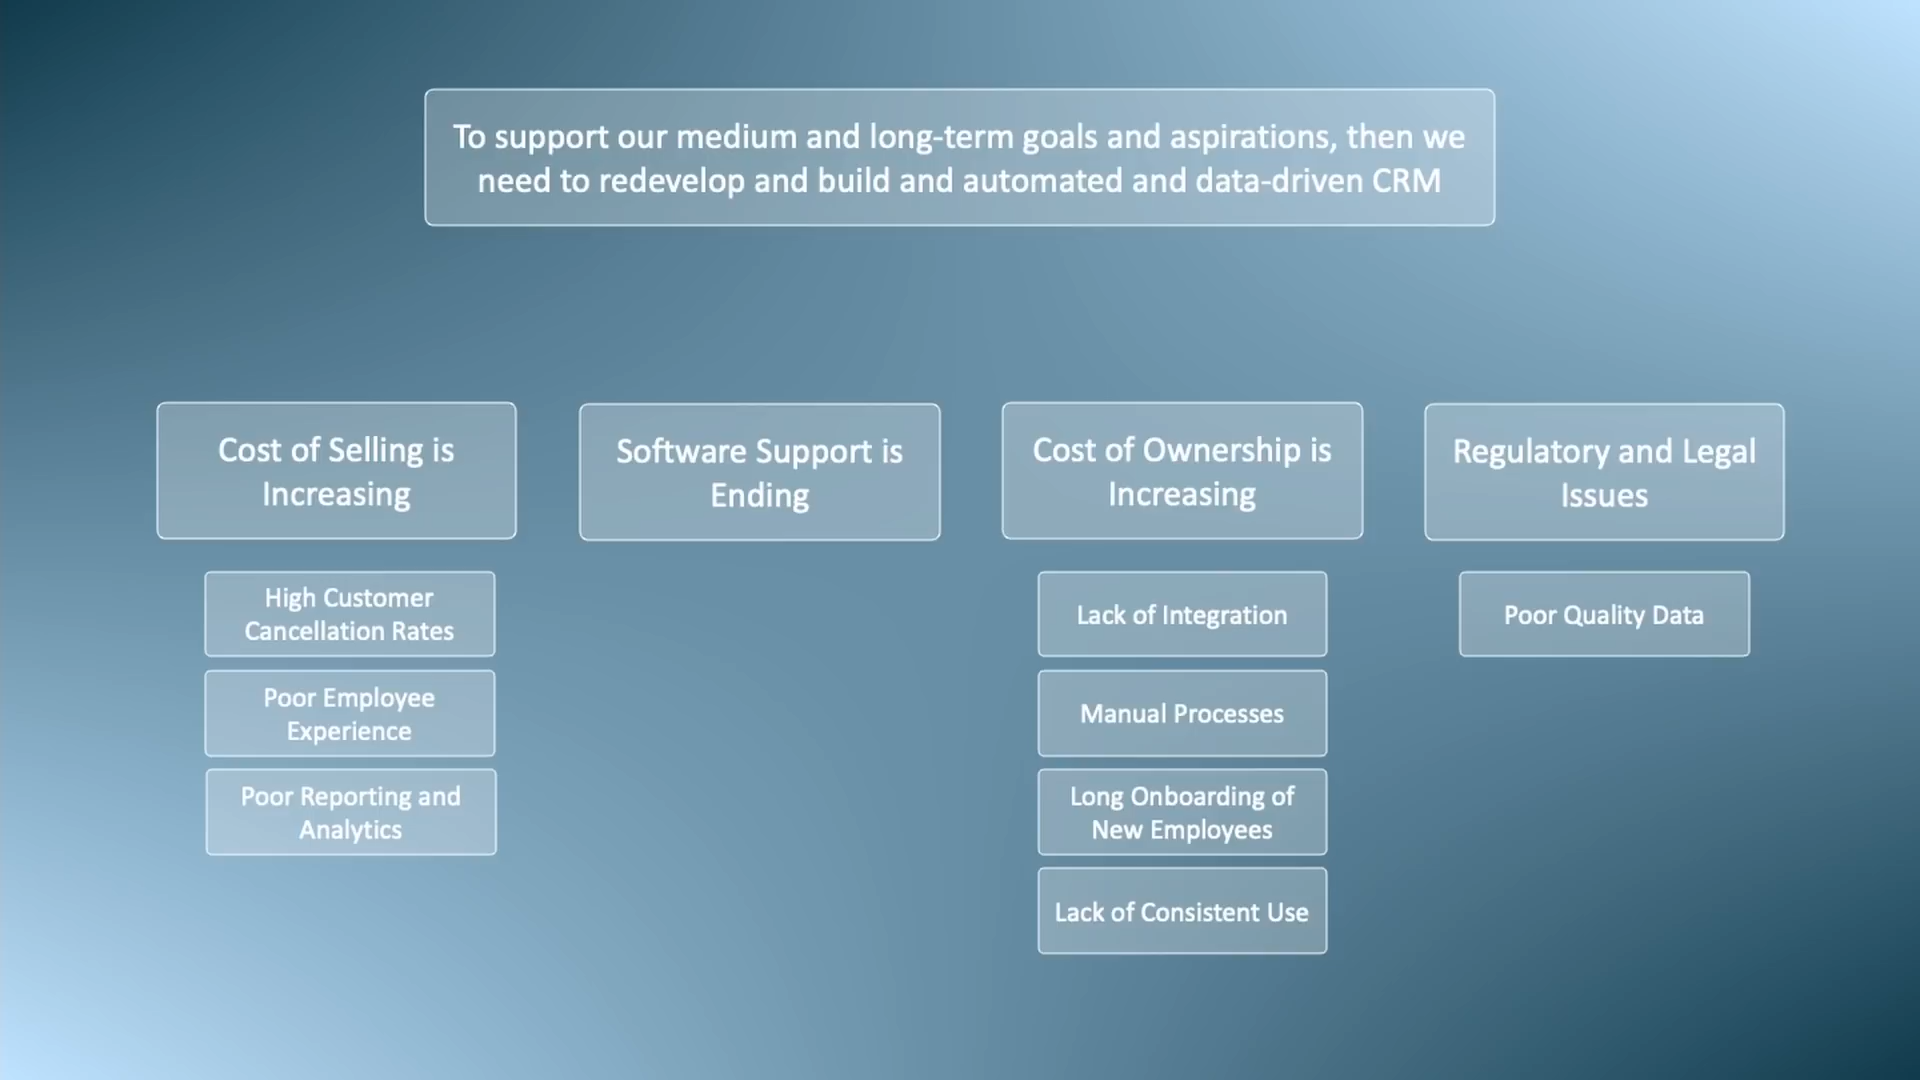 To support our medium and long-term goals and aspirations, then we
need to redevelop and build and automated and data-driven CRM
Cost of Selling is
Increasing
High Customer
Cancellation Rates
Poor Employee
Experience
Poor Reporting and
Analytics
Software Support is
Ending
Cost of Ownership is
Increasing
Lack of Integration
Manual Processes
Long Onboarding of
New Employees
Lack of Consistent Use
Regulatory and Legal
Issues
Poor Quality Data